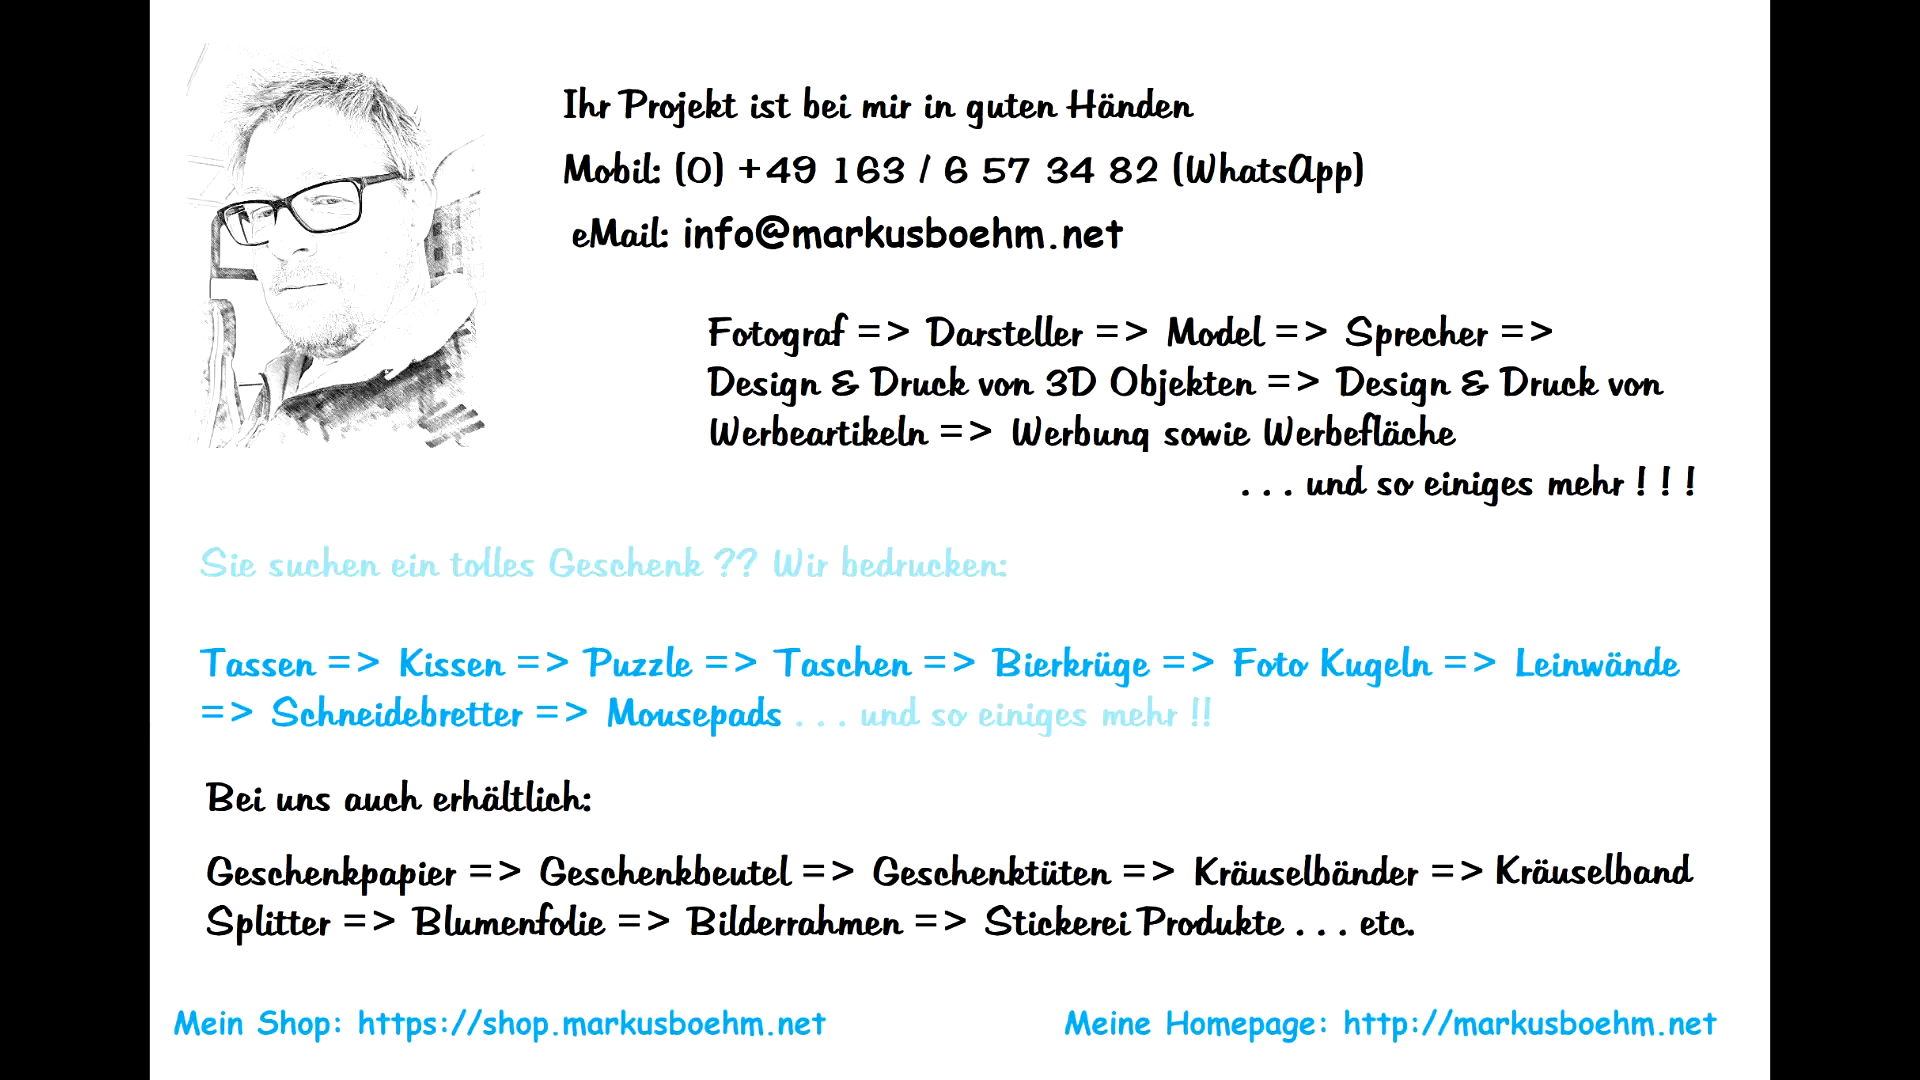 Ihr Projekt ist bei mir in guten Händen
Mobil: (0) +49 163 / 6 57 34 82 (WhatsApp)
eMail: info@markusboehm.net
Fotograf => Darsteller => Model => Sprecher =>
Design & Druck von 3D Objekten => Design & Druck von
Werbeartikeln => Werbung sowie Werbefläche
. . . und so einiges mehr ! ! !
Sie suchen ein tolles Geschenk ?? Wir bedrucken:
Tassen => Kissen => Puzzle => Taschen => Bierkrüge => Foto Kugeln => Leinwände
=> Schneidebretter => Mousepads . . . und so einiges mehr !!
Bei uns auch erhältlich:
Geschenkpapier => Geschenkbeutel => Geschenktüten => Kräuselbänder => Kräuselband
Splitter => Blumenfolie => Bilderrahmen => Stickerei Produkte . . . etc.
Mein Shop: https://shop.markusboehm.net
Meine Homepage: http://markusboehm.net